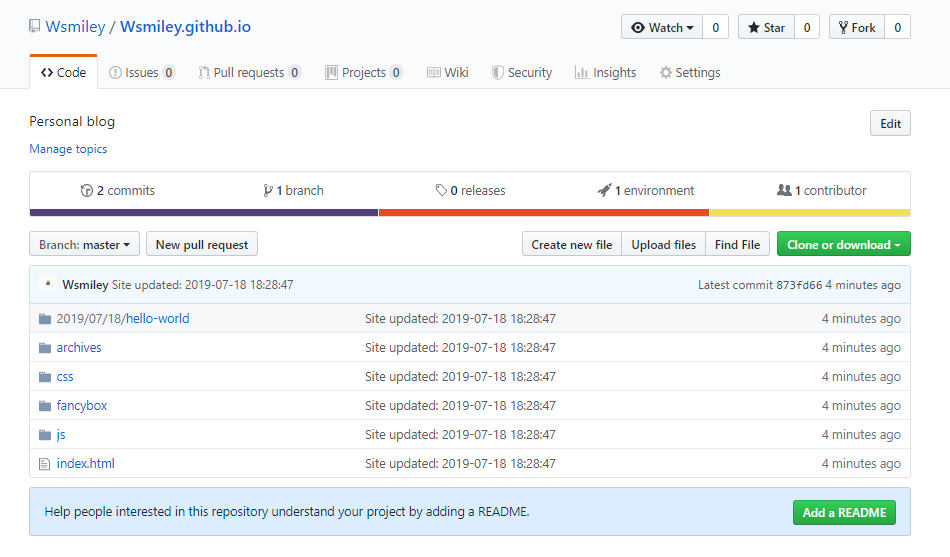 Wsmiley / Wsmiley.github.io Watch 0 Star 0 Fork 0
Code Issues 0 Pull requests 0 Projects 0 Wiki Security Insights Settings
Personal blog Edit
Manage topics
2 commits 1 branch 0 releases 1 environment 1 contributor
Branch: master New pull request Create new file Upload files Find File Clone or download
Wsmiley Site updated: 2019-07-18 18:28:47 Latest commit 873fd66 4 minutes ago
2019/07/18/hello-world Site updated: 2019-07-18 18:28:47 4 minutes ago
archives Site updated: 2019-07-18 18:28:47 4 minutes ago
css Site updated: 2019-07-18 18:28:47 4 minutes ago
fancybox Site updated: 2019-07-18 18:28:47 4 minutes ago
js Site updated: 2019-07-18 18:28:47 4 minutes ago
index.html Site updated: 2019-07-18 18:28:47 4 minutes ago
Help people interested in this repository understand your project by adding a README. Add a README